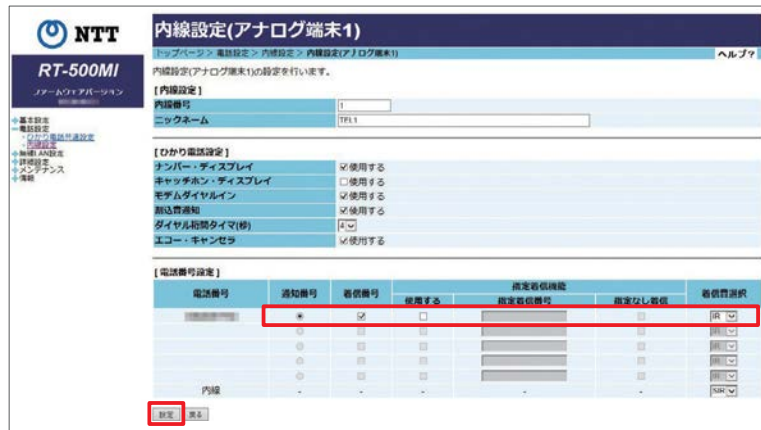 NTT
内線設定(アナログ端末1)
トップページ > 電話設定 > 内線設定 > 内線設定(アナログ端末1)
ヘルプ?
RT-500MI
ファームウェアバージョン
内線設定(アナログ端末1)の設定を行います。
基本設定
電話設定
ひかり電話共通設定
内線設定
無線LAN設定
詳細設定
メンテナンス
情報
[内線設定]
内線番号 1
ニックネーム TEL1
[ひかり電話設定]
ナンバー・ディスプレイ 使用する
キャッチホン・ディスプレイ 使用する
モデムダイヤルイン 使用する
割込音通知 使用する
ダイヤル桁間タイマ(秒) 4
エコー・キャンセラ 使用する
[電話番号設定]
電話番号 通知番号 着信番号 指定着信機能 着信音選択
使用する 指定着信番号 指定なし着信
IR
IR
IR
IR
IR
内線 - - - - - SIR
設定 戻る